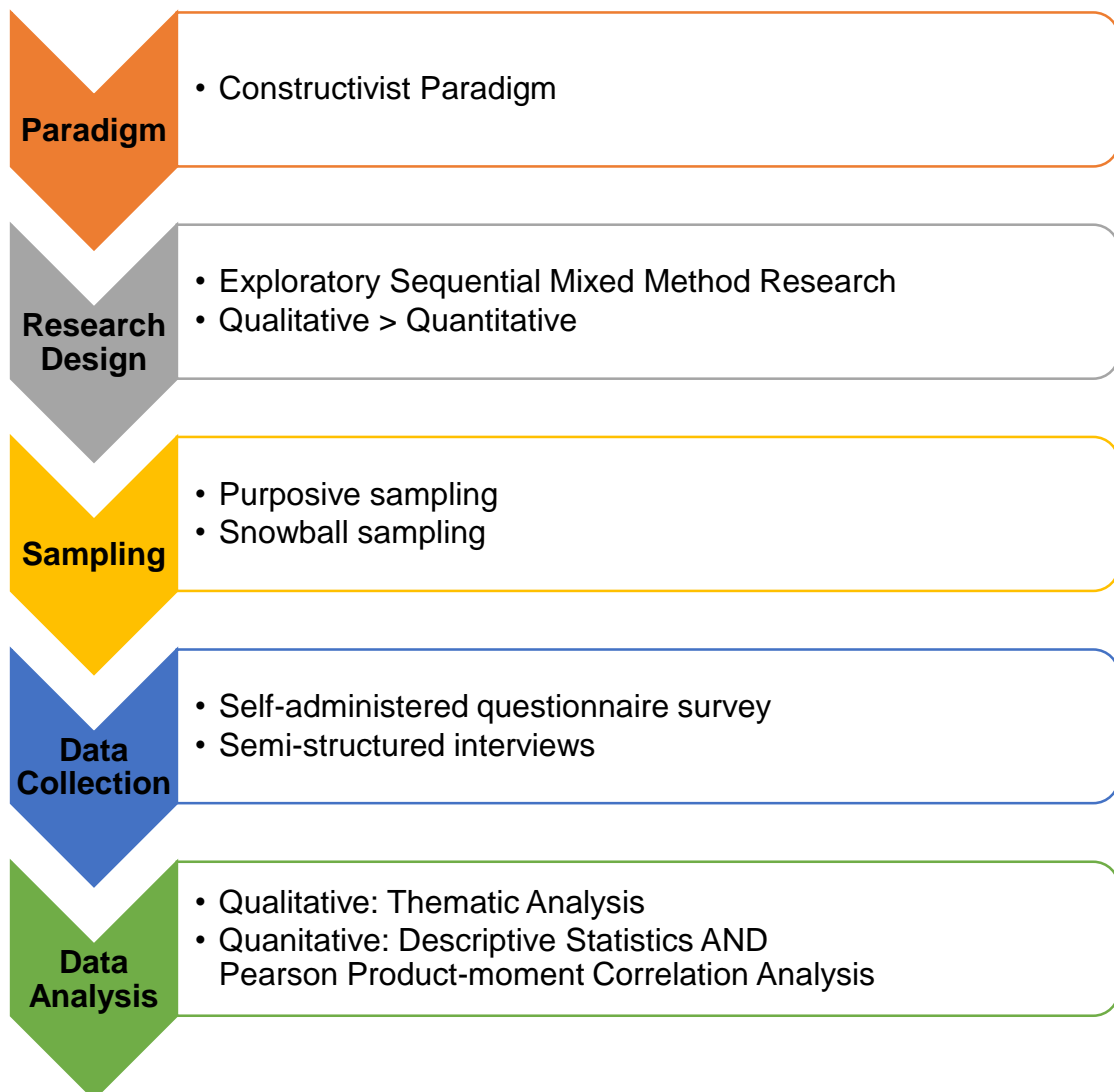 Paradigm
• Constructivist Paradigm
Research
Design
• Exploratory Sequential Mixed Method Research
• Qualitative > Quantitative
Sampling
• Purposive sampling
• Snowball sampling
Data
Collection
• Self-administered questionnaire survey
• Semi-structured interviews
Data
Analysis
• Qualitative: Thematic Analysis
• Quanitative: Descriptive Statistics AND
Pearson Product-moment Correlation Analysis